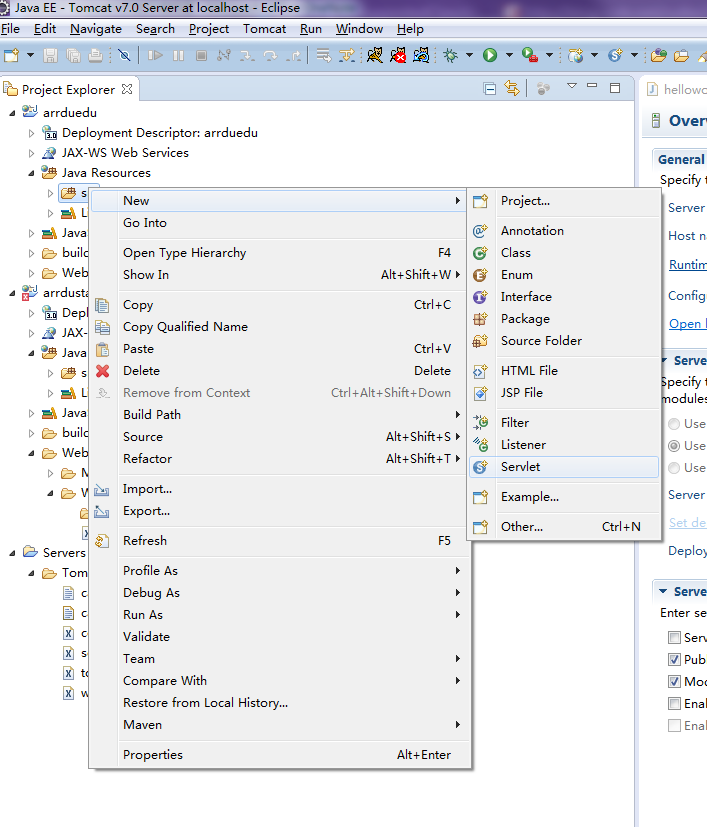 Java EE - Tomcat v7.0 Server at localhost - Eclipse
File Edit Navigate Search Project Tomcat Run Window Help
Project Explorer
hellowo
arrduedu
Deployment Descriptor: arrduedu
JAX-WS Web Services
Java Resources
s
L
Java
build
Web
arrdusta
Depl
JAX-
Java
s
L
Java
build
Web
M
W
Servers
Tom
c
c
c
s
t
w
New
Go Into
Open Type Hierarchy F4
Show In Alt+Shift+W
Copy Ctrl+C
Copy Qualified Name
Paste Ctrl+V
Delete Delete
Remove from Context Ctrl+Alt+Shift+Down
Build Path
Source Alt+Shift+S
Refactor Alt+Shift+T
Import...
Export...
Refresh F5
Profile As
Debug As
Run As
Validate
Team
Compare With
Restore from Local History...
Maven
Properties Alt+Enter
Project...
Annotation
Class
Enum
Interface
Package
Source Folder
HTML File
JSP File
Filter
Listener
Servlet
Example...
Other... Ctrl+N
Overv
General
Specify t
Server
Host n
Runtim
Config
Open l
Serve
Specify t
modules
Use
Use
Use
Server
Set de
Deploy
Serve
Enter se
Serv
Pub
Mod
Enal
Enal